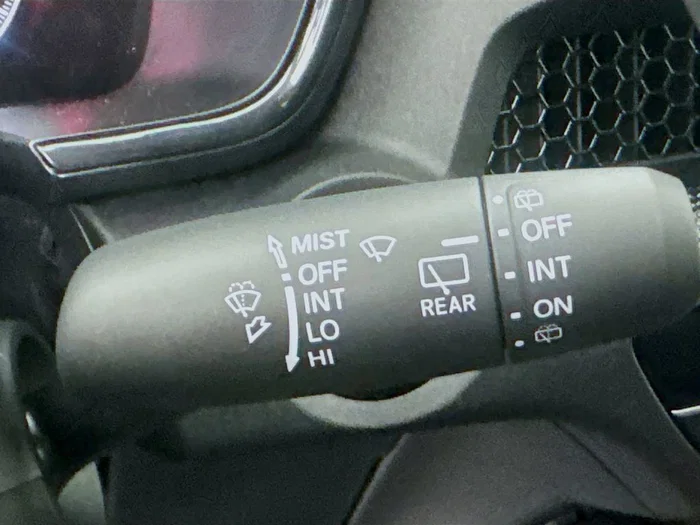 MIST
OFF
INT
LO
HI
REAR
OFF
INT
ON